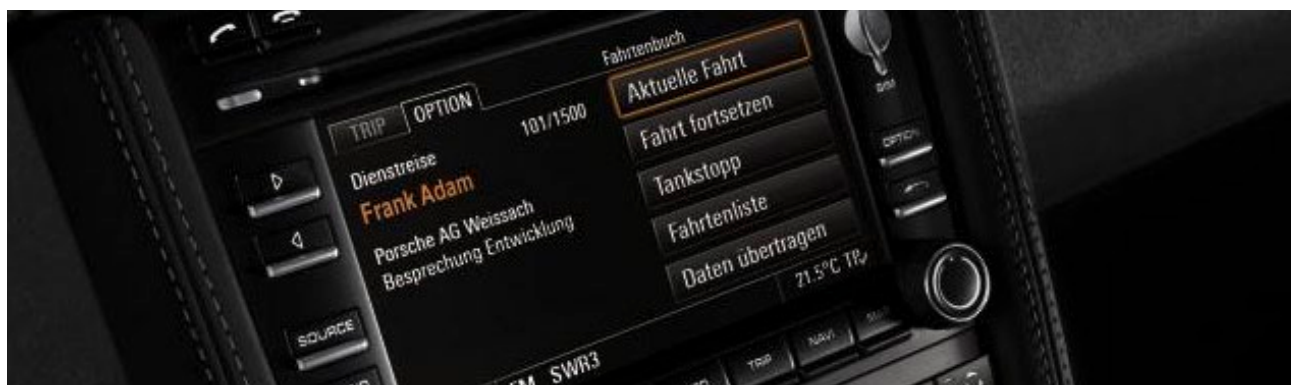 Fahrtenbuch
TRIP OPTION
101/1500
Dienstreise
Frank Adam
Porsche AG Weissach
Besprechung Entwicklung
Aktuelle Fahrt
Fahrt fortsetzen
Tankstopp
Fahrtenliste
Daten übertragen
21.5°C
SWR3
SOURCE
OPTION
TRIP
NAVI